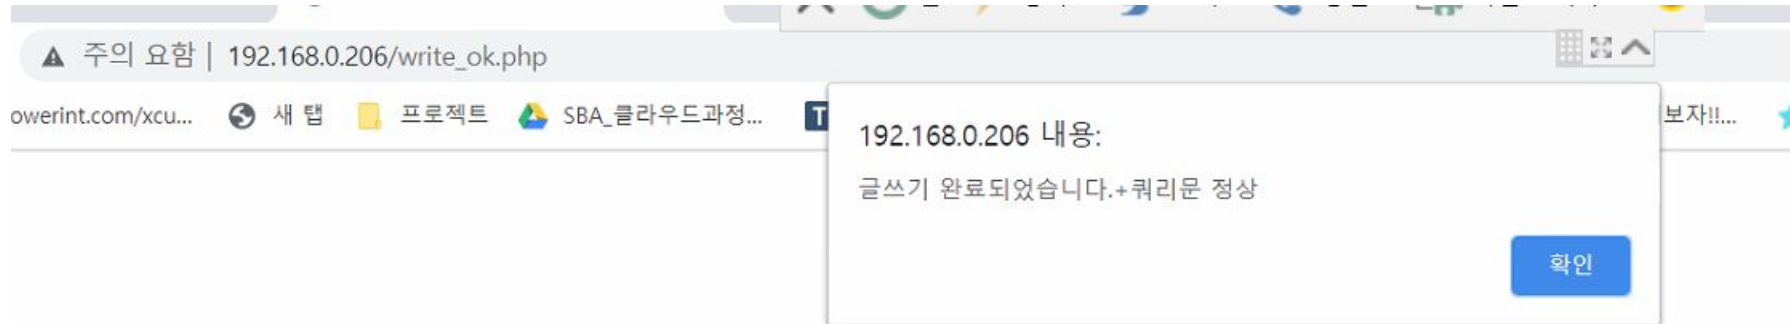 주의 요함 | 192.168.0.206/write_ok.php
owerint.com/xcu... 새 탭 프로젝트 SBA_클라우드과정... T 보자!!...
192.168.0.206 내용:
글쓰기 완료되었습니다.+쿼리문 정상
확인